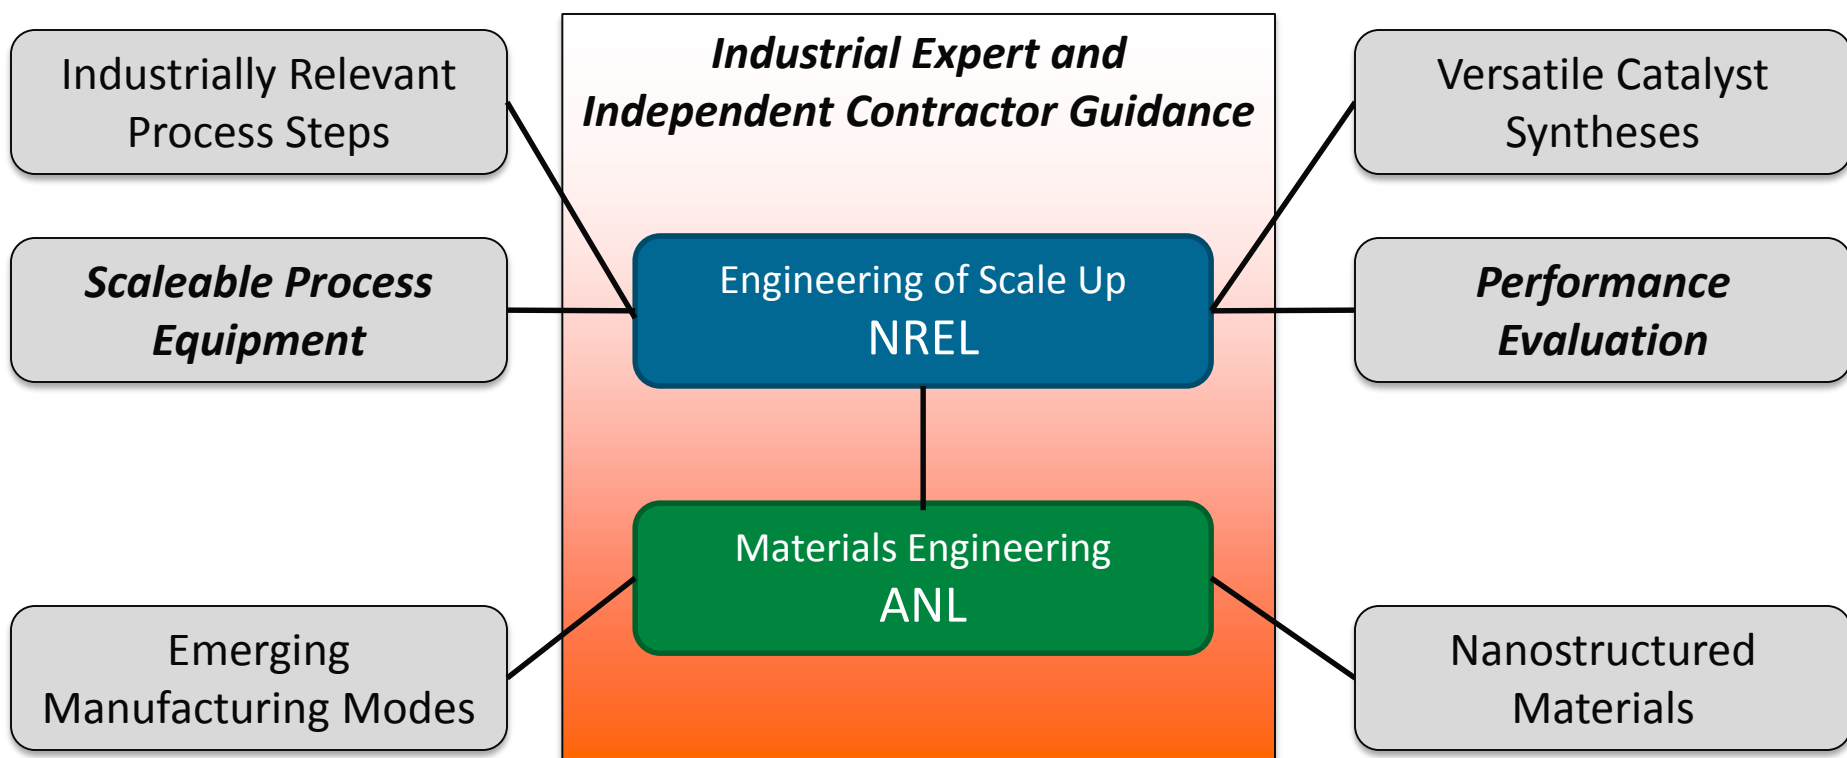 Industrially Relevant
Process Steps
Industrial Expert and
Independent Contractor Guidance
Versatile Catalyst
Syntheses
Scaleable Process
Equipment
Engineering of Scale Up
NREL
Performance
Evaluation
Materials Engineering
ANL
Emerging
Manufacturing Modes
Nanostructured
Materials